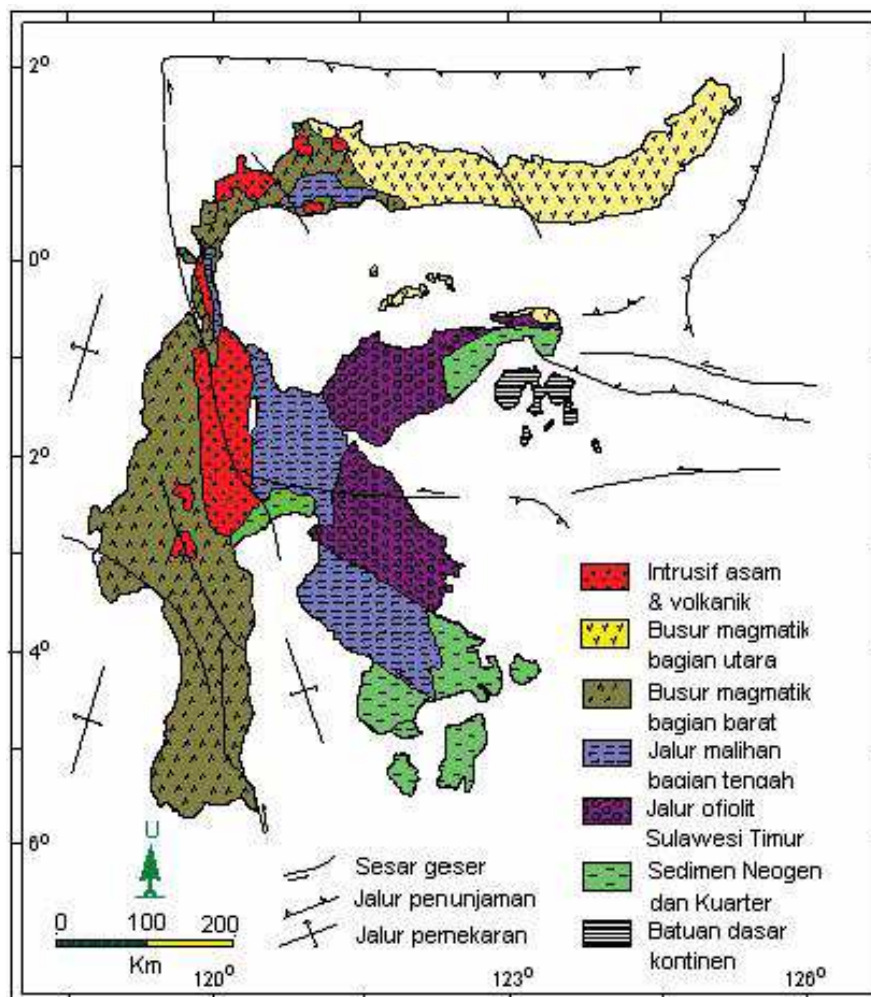 2°
0°
2°
4°
6°
Intrusif asam
& volkanik
Busur magmatik
bagian utara
Busur magmatik
bagian barat
Jalur malihan
bagian tengah
Jalur ofiolit
Sulawesi Timur
Sedimen Neogen
dan Kuarter
Batuan dasar
kontinen
U
Sesar geser
Jalur penunjaman
Jalur pemekaran
0 100 200
Km
120° 123° 126°